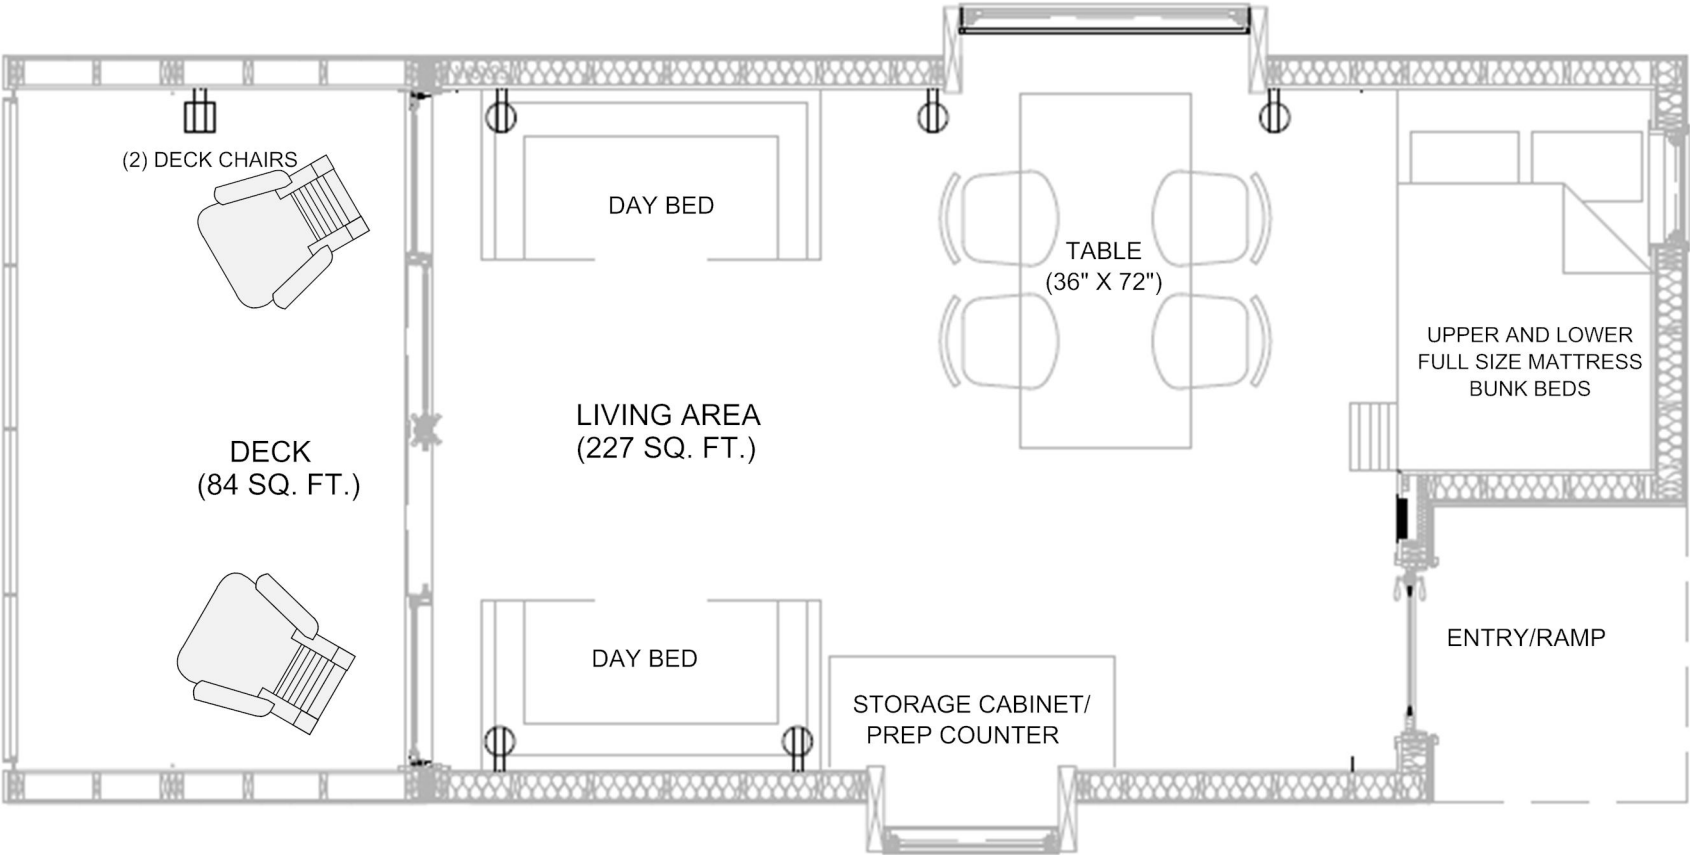 (2) DECK CHAIRS
DAY BED
TABLE
(36" X 72")
UPPER AND LOWER
FULL SIZE MATTRESS
BUNK BEDS
LIVING AREA
(227 SQ. FT.)
DECK
(84 SQ. FT.)
ENTRY/RAMP
DAY BED
STORAGE CABINET/
PREP COUNTER